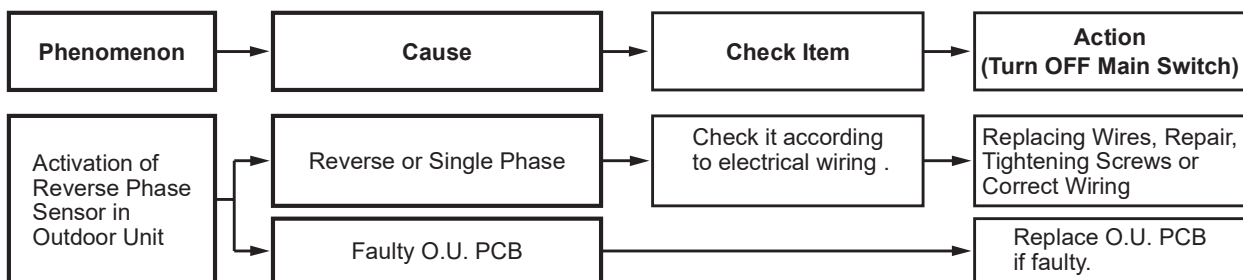 Phenomenon
Cause
Check Item
Action
(Turn OFF Main Switch)
Activation of
Reverse Phase
Sensor in
Outdoor Unit
Reverse or Single Phase
Check it according
to electrical wiring .
Replacing Wires, Repair,
Tightening Screws or
Correct Wiring
Faulty O.U. PCB
Replace O.U. PCB
if faulty.